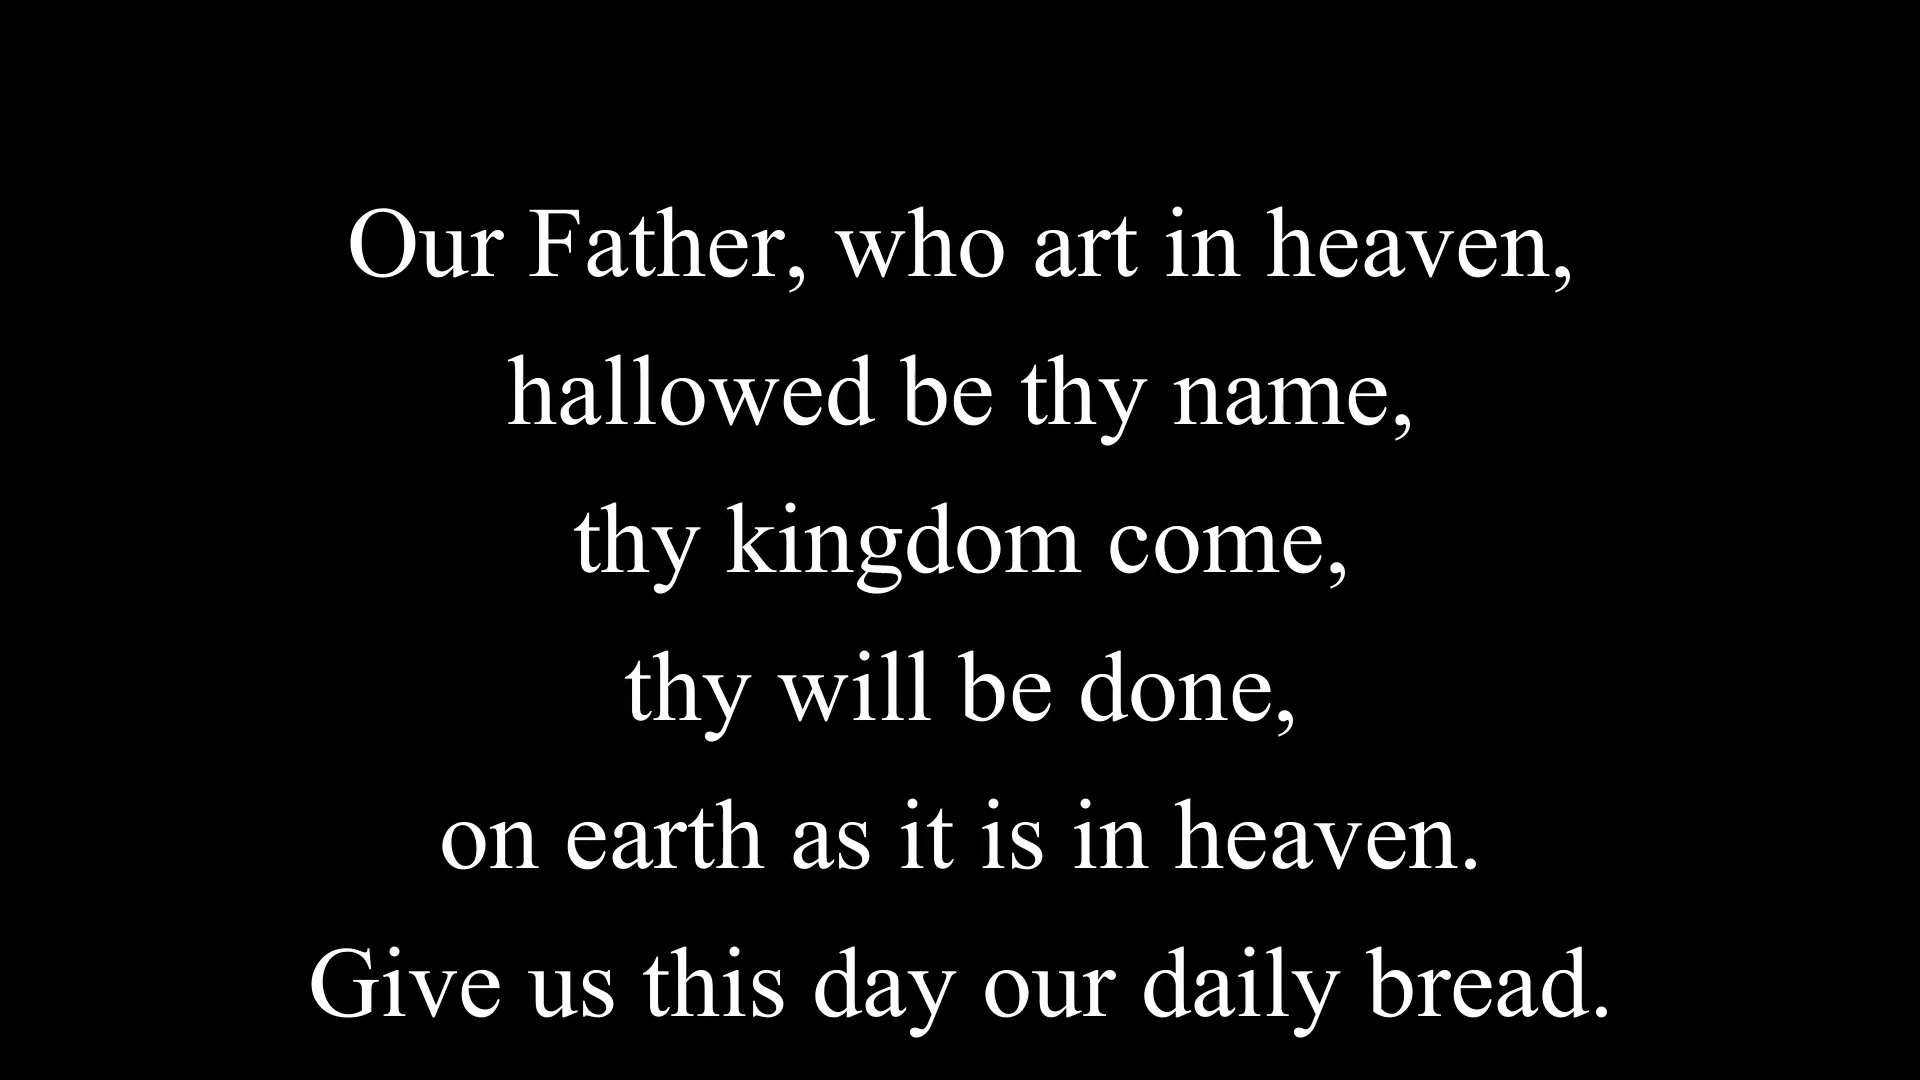 Our Father, who art in heaven,
hallowed be thy name,
thy kingdom come,
thy will be done,
on earth as it is in heaven.
Give us this day our daily bread.